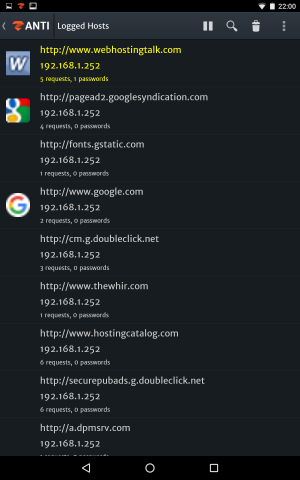 22:00
ANTI Logged Hosts
http://www.webhostingtalk.com
192.168.1.252
5 requests, 1 passwords
http://pagead2.googlesyndication.com
192.168.1.252
4 requests, 0 passwords
http://fonts.gstatic.com
192.168.1.252
1 requests, 0 passwords
http://www.google.com
192.168.1.252
2 requests, 0 passwords
http://cm.g.doubleclick.net
192.168.1.252
3 requests, 0 passwords
http://www.thewhir.com
192.168.1.252
1 requests, 0 passwords
http://www.hostingcatalog.com
192.168.1.252
6 requests, 0 passwords
http://securepubads.g.doubleclick.net
192.168.1.252
6 requests, 0 passwords
http://a.dpmsrv.com
192.168.1.252